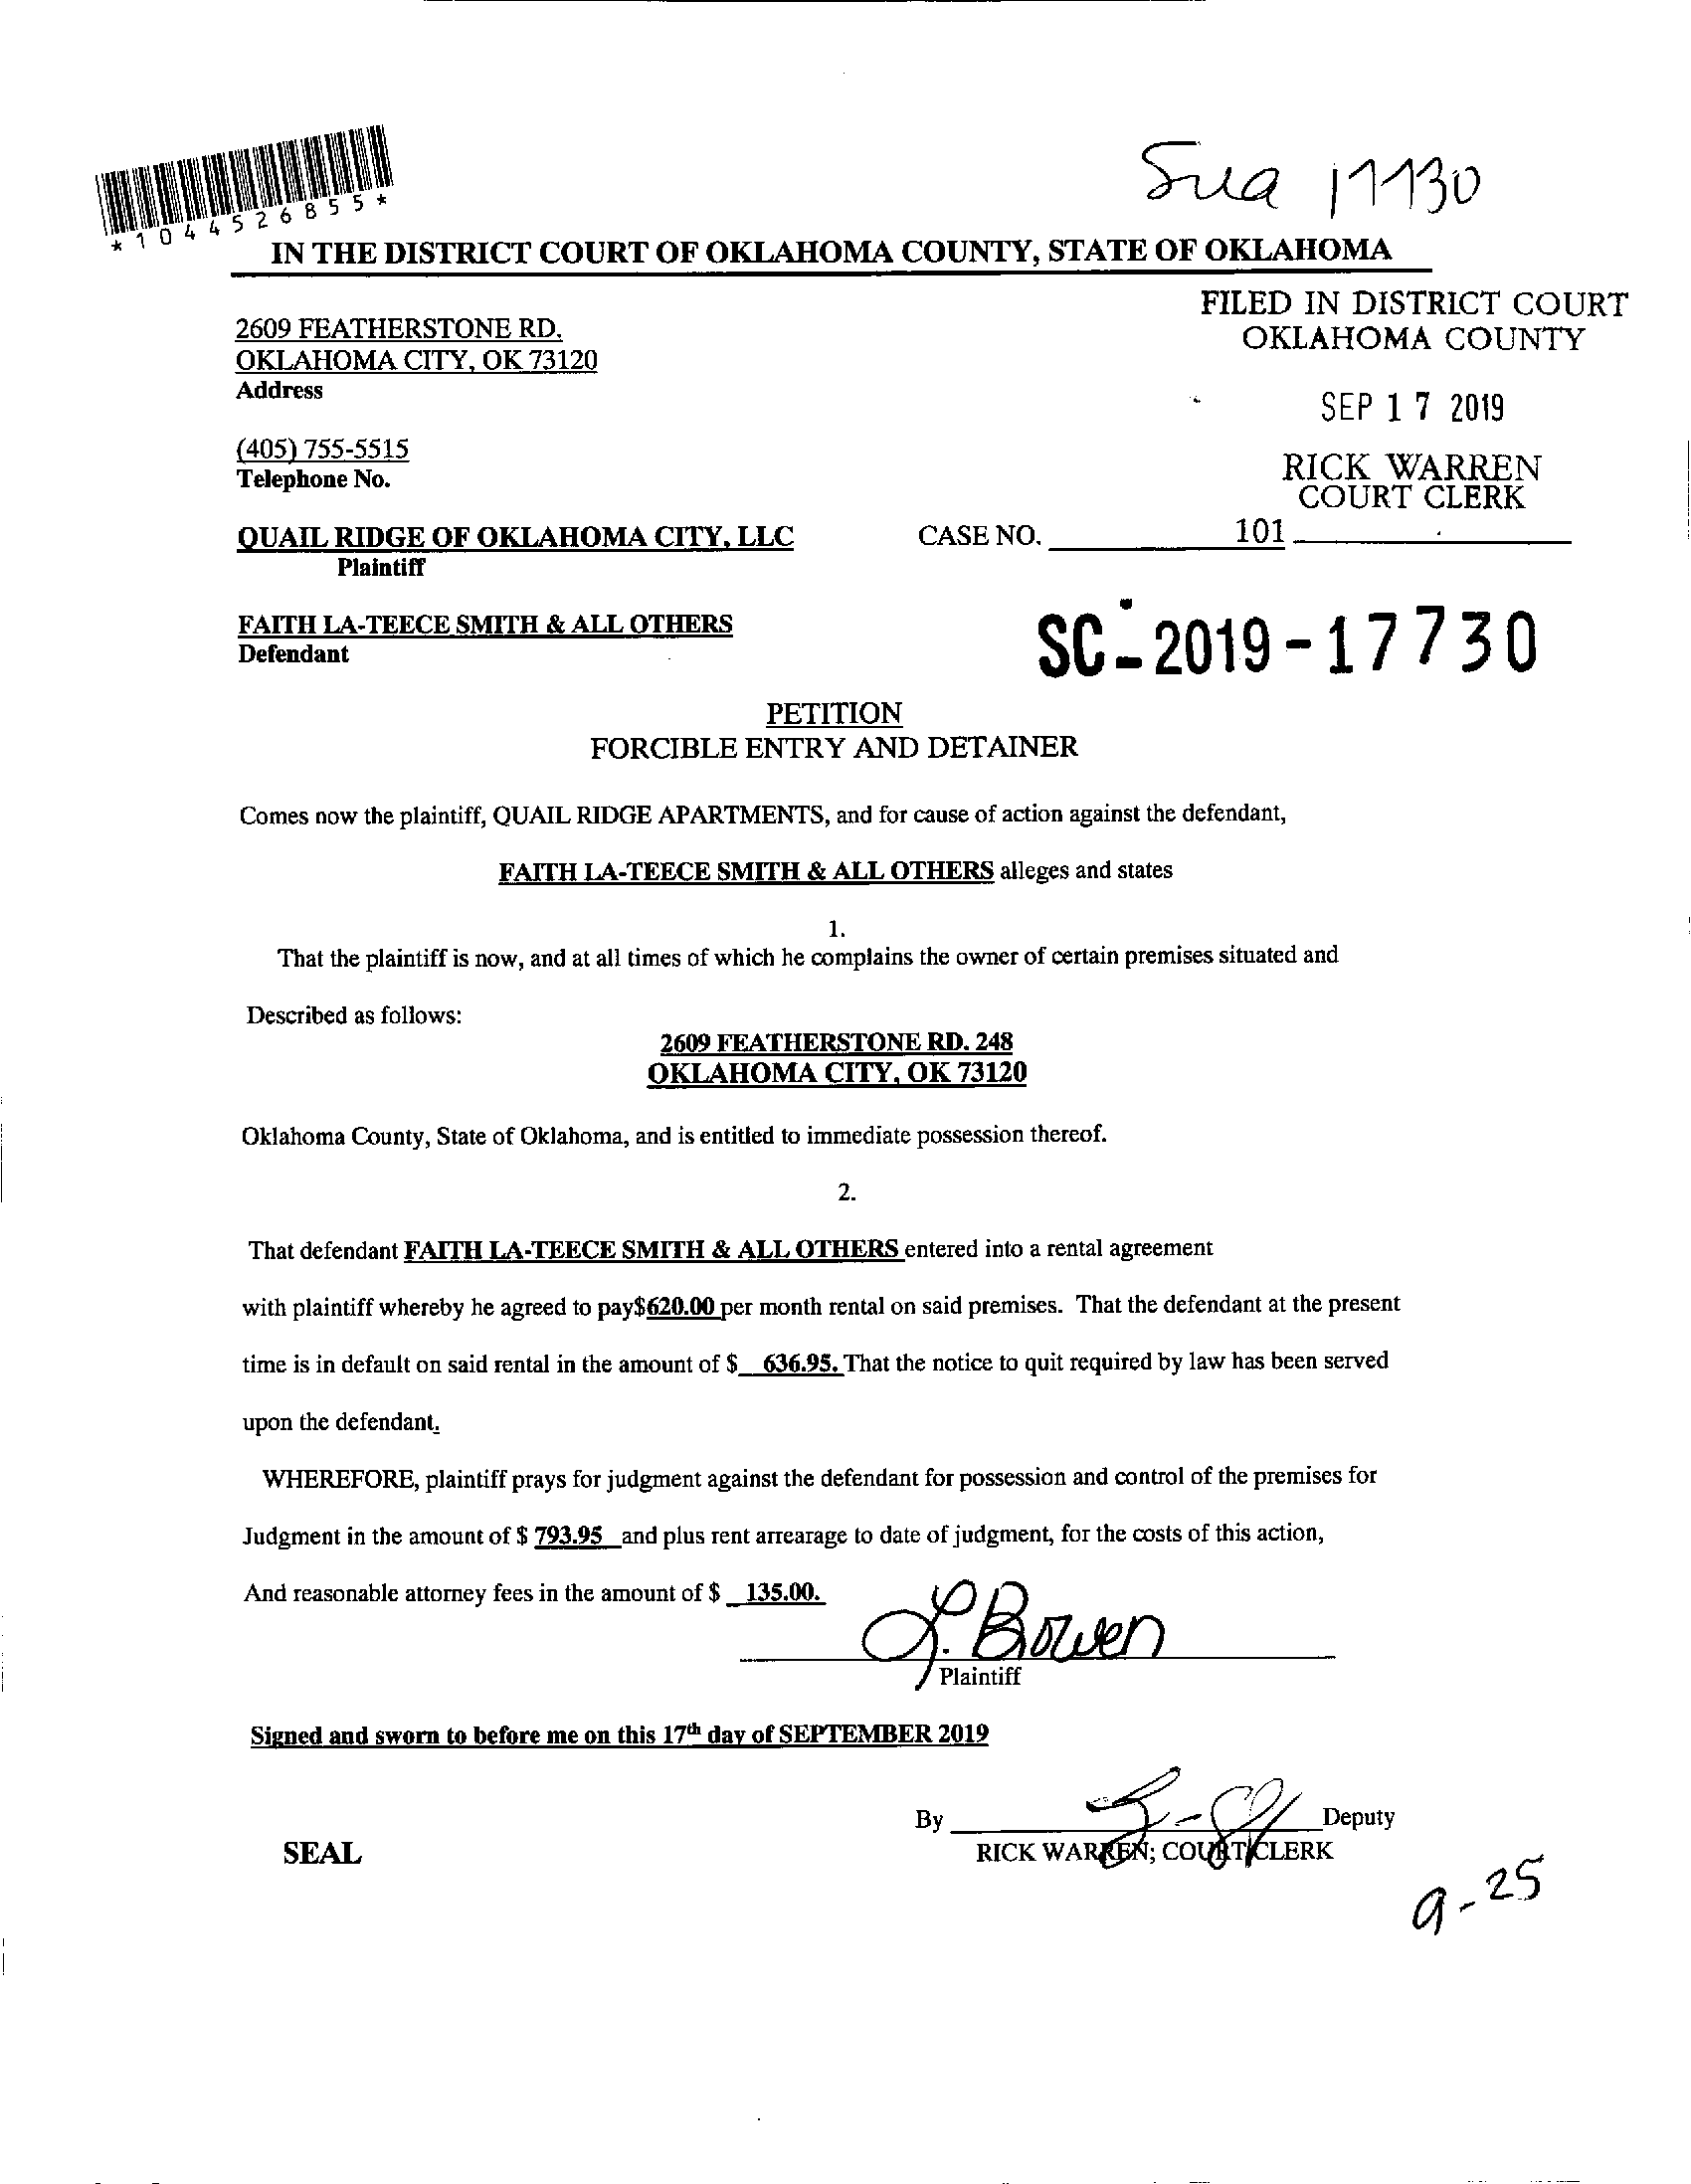 *1044526855*
Sua 17730
IN THE DISTRICT COURT OF OKLAHOMA COUNTY, STATE OF OKLAHOMA
FILED IN DISTRICT COURT
OKLAHOMA COUNTY
2609 FEATHERSTONE RD.
OKLAHOMA CITY, OK 73120
Address
SEP 17 2019
(405) 755-5515
Telephone No.
RICK WARREN
COURT CLERK
QUAIL RIDGE OF OKLAHOMA CITY, LLC
CASE NO. 101
Plaintiff
FAITH LA-TEECE SMITH & ALL OTHERS
Defendant
SC-2019-17730
PETITION
FORCIBLE ENTRY AND DETAINER
Comes now the plaintiff, QUAIL RIDGE APARTMENTS, and for cause of action against the defendant,
FAITH LA-TEECE SMITH & ALL OTHERS alleges and states
1.
That the plaintiff is now, and at all times of which he complains the owner of certain premises situated and
Described as follows:
2609 FEATHERSTONE RD. 248
OKLAHOMA CITY, OK 73120
Oklahoma County, State of Oklahoma, and is entitled to immediate possession thereof.
2.
That defendant FAITH LA-TEECE SMITH & ALL OTHERS entered into a rental agreement
with plaintiff whereby he agreed to pay$620.00 per month rental on said premises. That the defendant at the present
time is in default on said rental in the amount of $ 636.95. That the notice to quit required by law has been served
upon the defendant.
WHEREFORE, plaintiff prays for judgment against the defendant for possession and control of the premises for
Judgment in the amount of $ 793.95 and plus rent arrearage to date of judgment, for the costs of this action,
And reasonable attorney fees in the amount of $ 135.00.
L. Bowen
Plaintiff
Signed and sworn to before me on this 17th day of SEPTEMBER 2019
By Deputy
SEAL
RICK WARREN; COURT CLERK
9-25